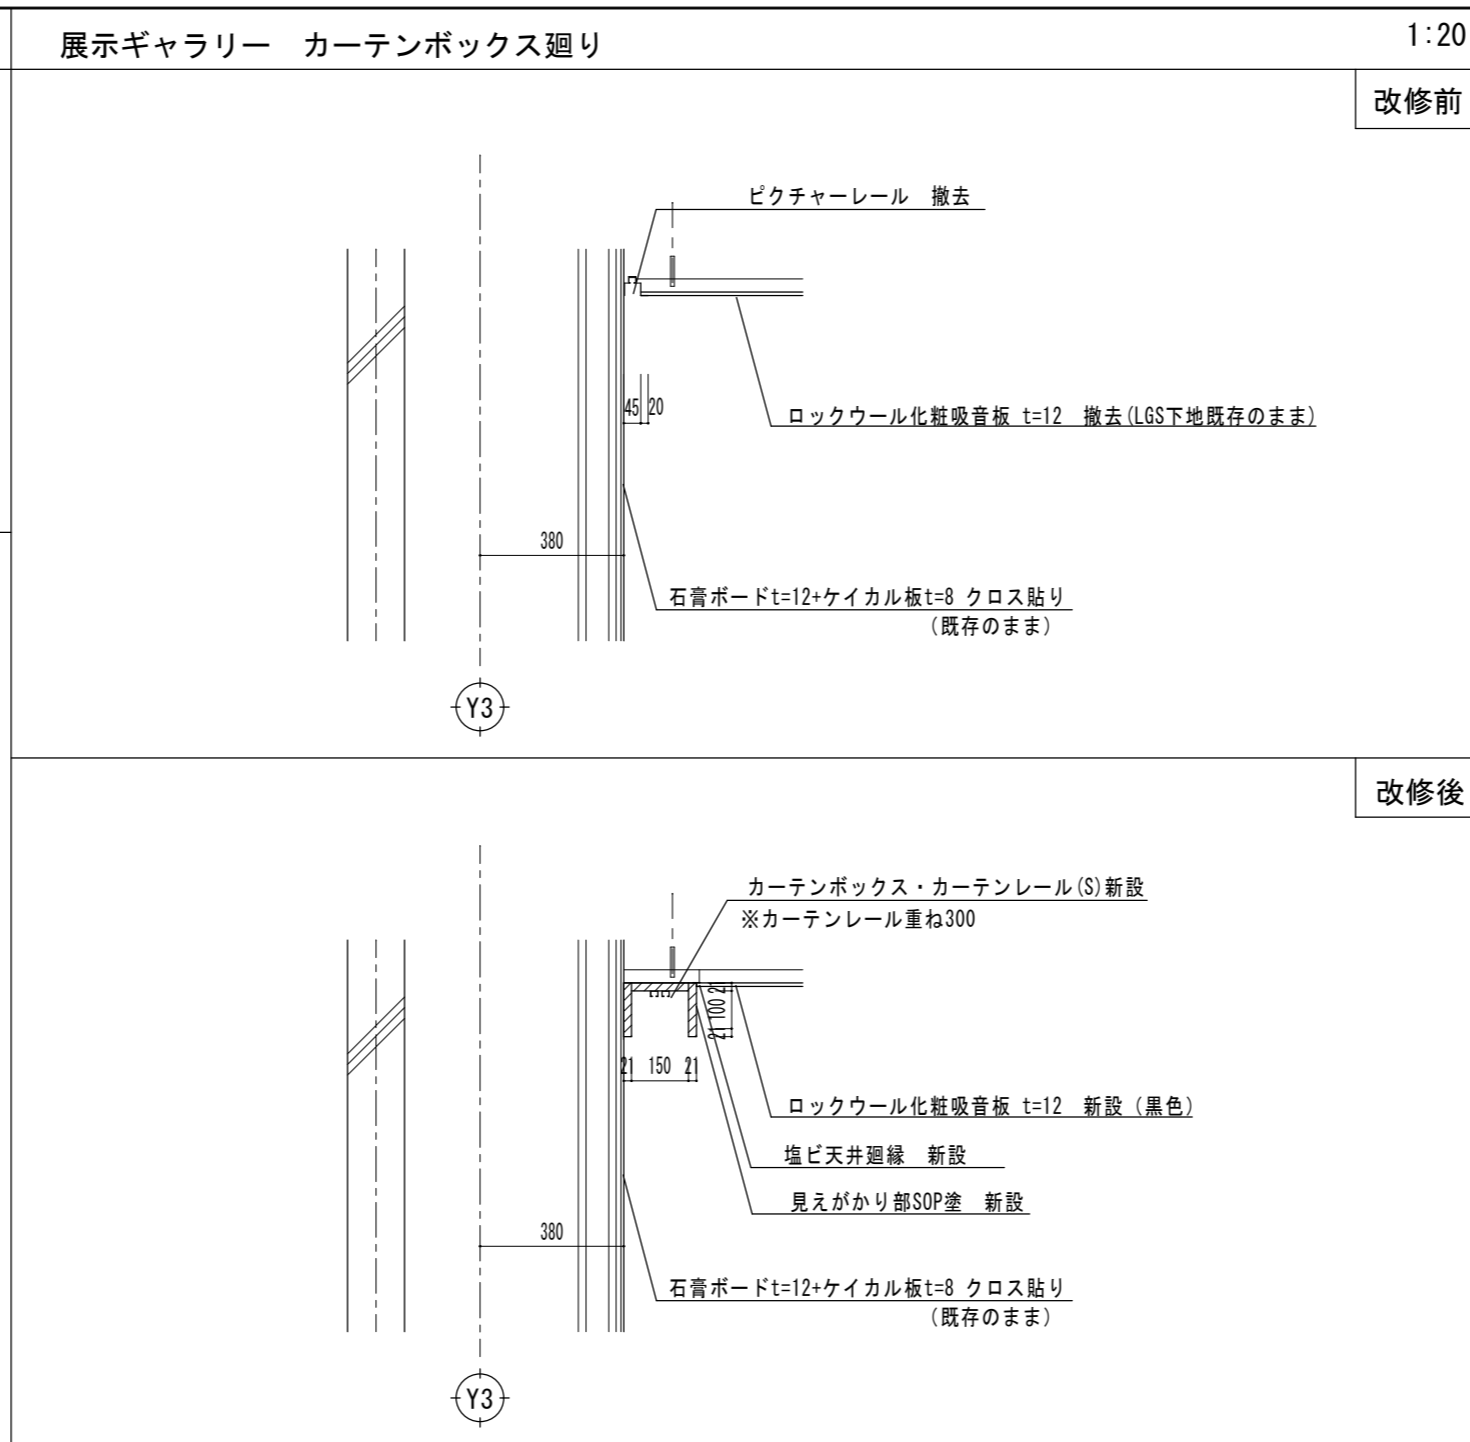 展示ギャラリー　カーテンボックス廻り
1:20
改修前
ピクチャーレール　撤去
45 20
ロックウール化粧吸音板 t=12　撤去(LGS下地既存のまま)
380
石膏ボードt=12+ケイカル板t=8 クロス貼り
(既存のまま)
Y3
改修後
カーテンボックス・カーテンレール(S)新設
※カーテンレール重ね300
21 100 21
21 150 21
ロックウール化粧吸音板 t=12　新設 (黒色)
塩ビ天井廻縁　新設
見えがかり部SOP塗　新設
380
石膏ボードt=12+ケイカル板t=8 クロス貼り
(既存のまま)
Y3